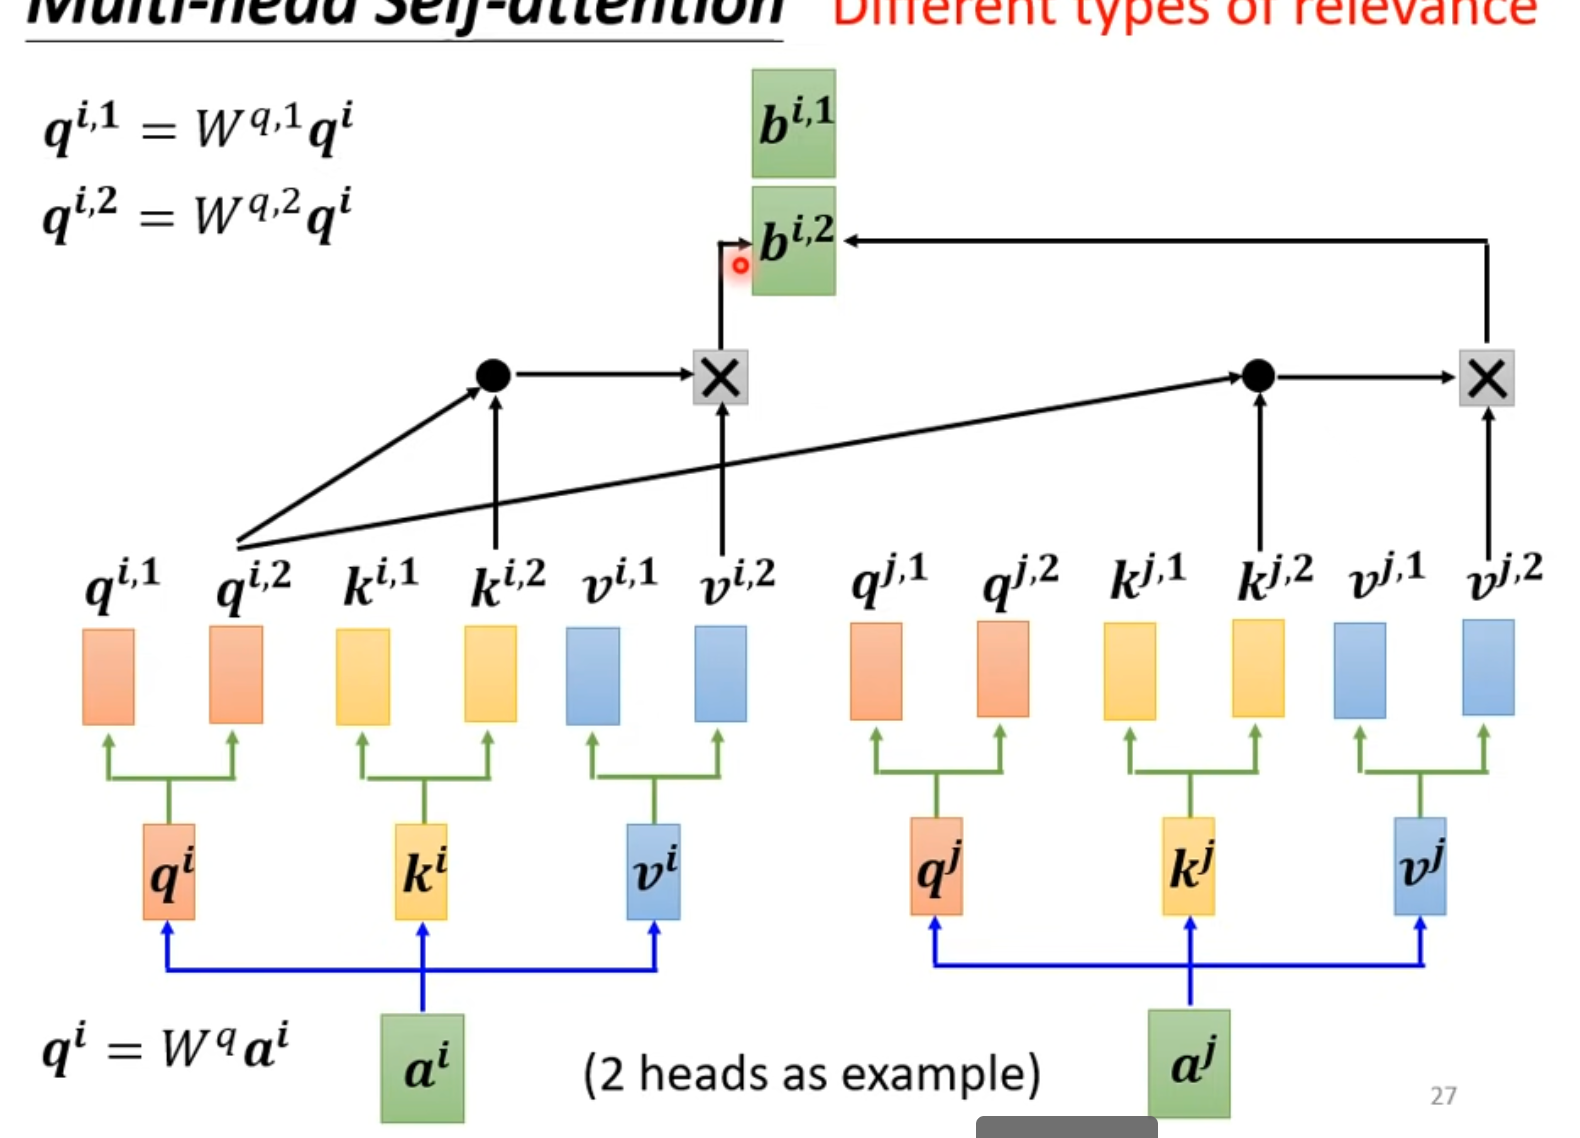 Multi-head Self-attention Different types of relevance
q^{i,1} = W^{q,1}q^i
q^{i,2} = W^{q,2}q^i
b^{i,1}
b^{i,2}
q^{i,1} q^{i,2} k^{i,1} k^{i,2} v^{i,1} v^{i,2} q^{j,1} q^{j,2} k^{j,1} k^{j,2} v^{j,1} v^{j,2}
q^i k^i v^i q^j k^j v^j
q^i = W^q a^i
a^i
(2 heads as example)
a^j
27